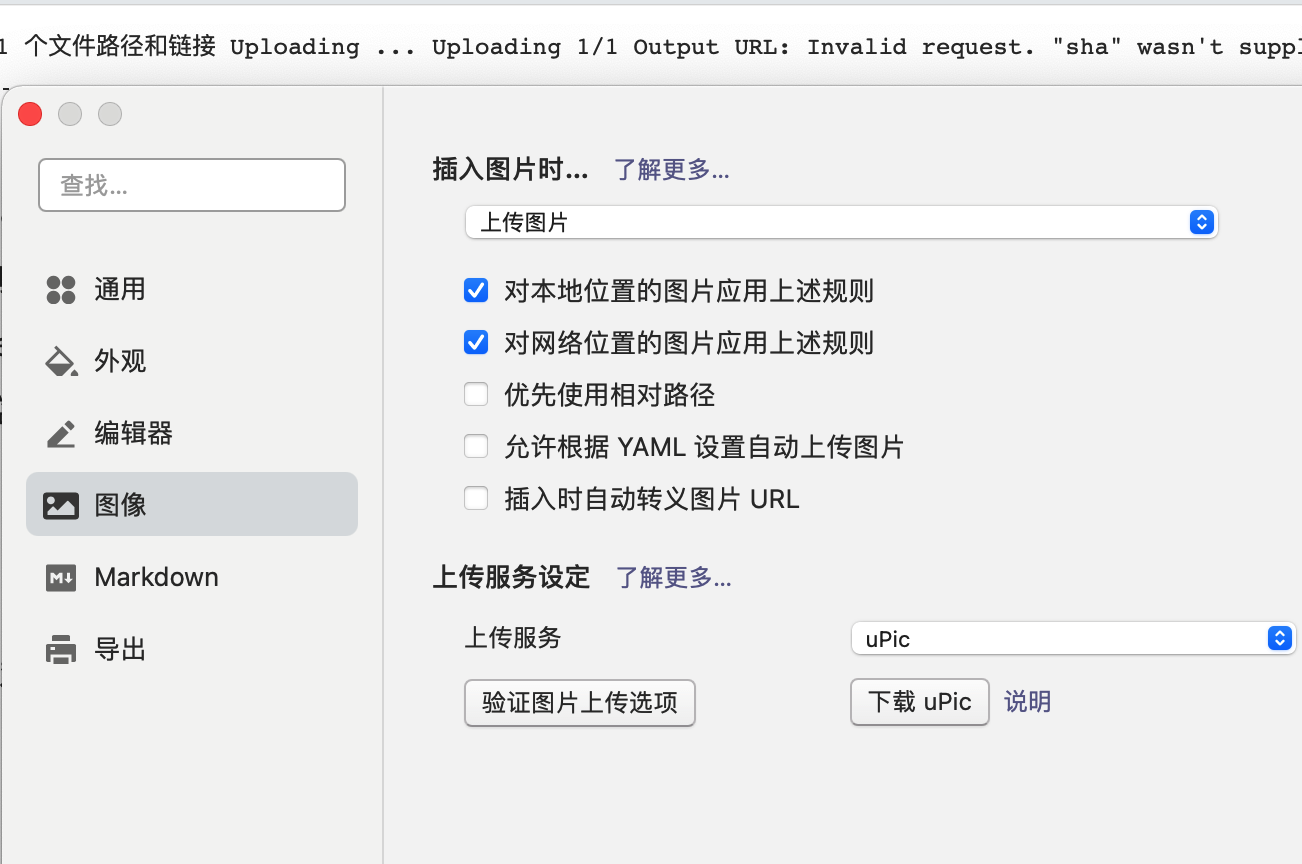 1 个文件路径和链接 Uploading ... Uploading 1/1 Output URL: Invalid request. "sha" wasn't suppl
插入图片时... 了解更多...
查找...
上传图片
对本地位置的图片应用上述规则
通用
对网络位置的图片应用上述规则
外观
优先使用相对路径
编辑器
允许根据 YAML 设置自动上传图片
图像
插入时自动转义图片 URL
Markdown
上传服务设定 了解更多...
导出
上传服务 uPic
验证图片上传选项 下载 uPic 说明